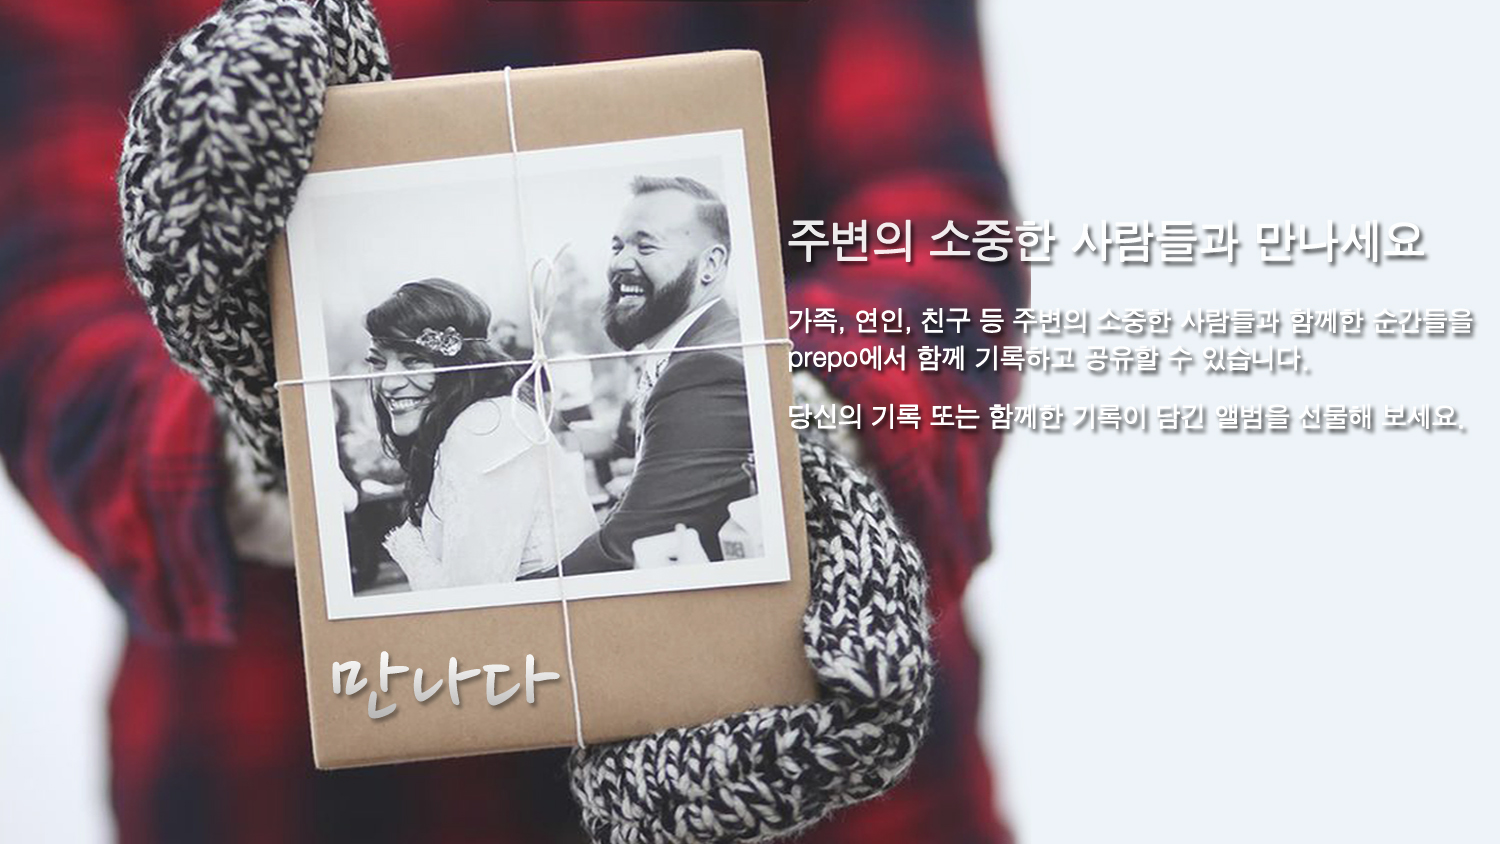 주변의 소중한 사람들과 만나세요
가족, 연인, 친구 등 주변의 소중한 사람들과 함께한 순간들을
prepo에서 함께 기록하고 공유할 수 있습니다.
당신의 기록 또는 함께한 기록이 담긴 앨범을 선물해 보세요.
만나다